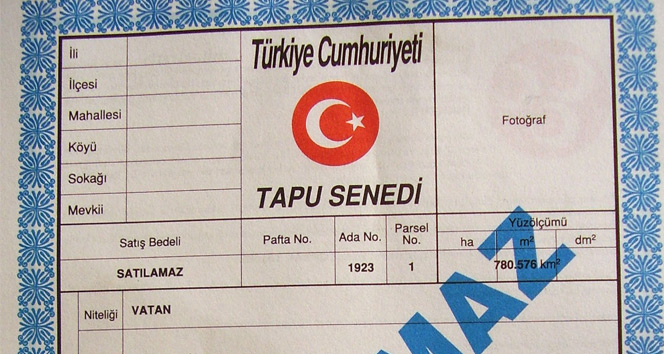 İli
İlçesi
Mahallesi
Köyü
Sokağı
Mevkii
Türkiye Cumhuriyeti
TAPU SENEDİ
Fotoğraf
Satış Bedeli Pafta No. Ada No. Parsel No. Yüzölçümü
ha m² dm²
SATILAMAZ 1923 1 780.576 km²
Niteliği VATAN
MAZ